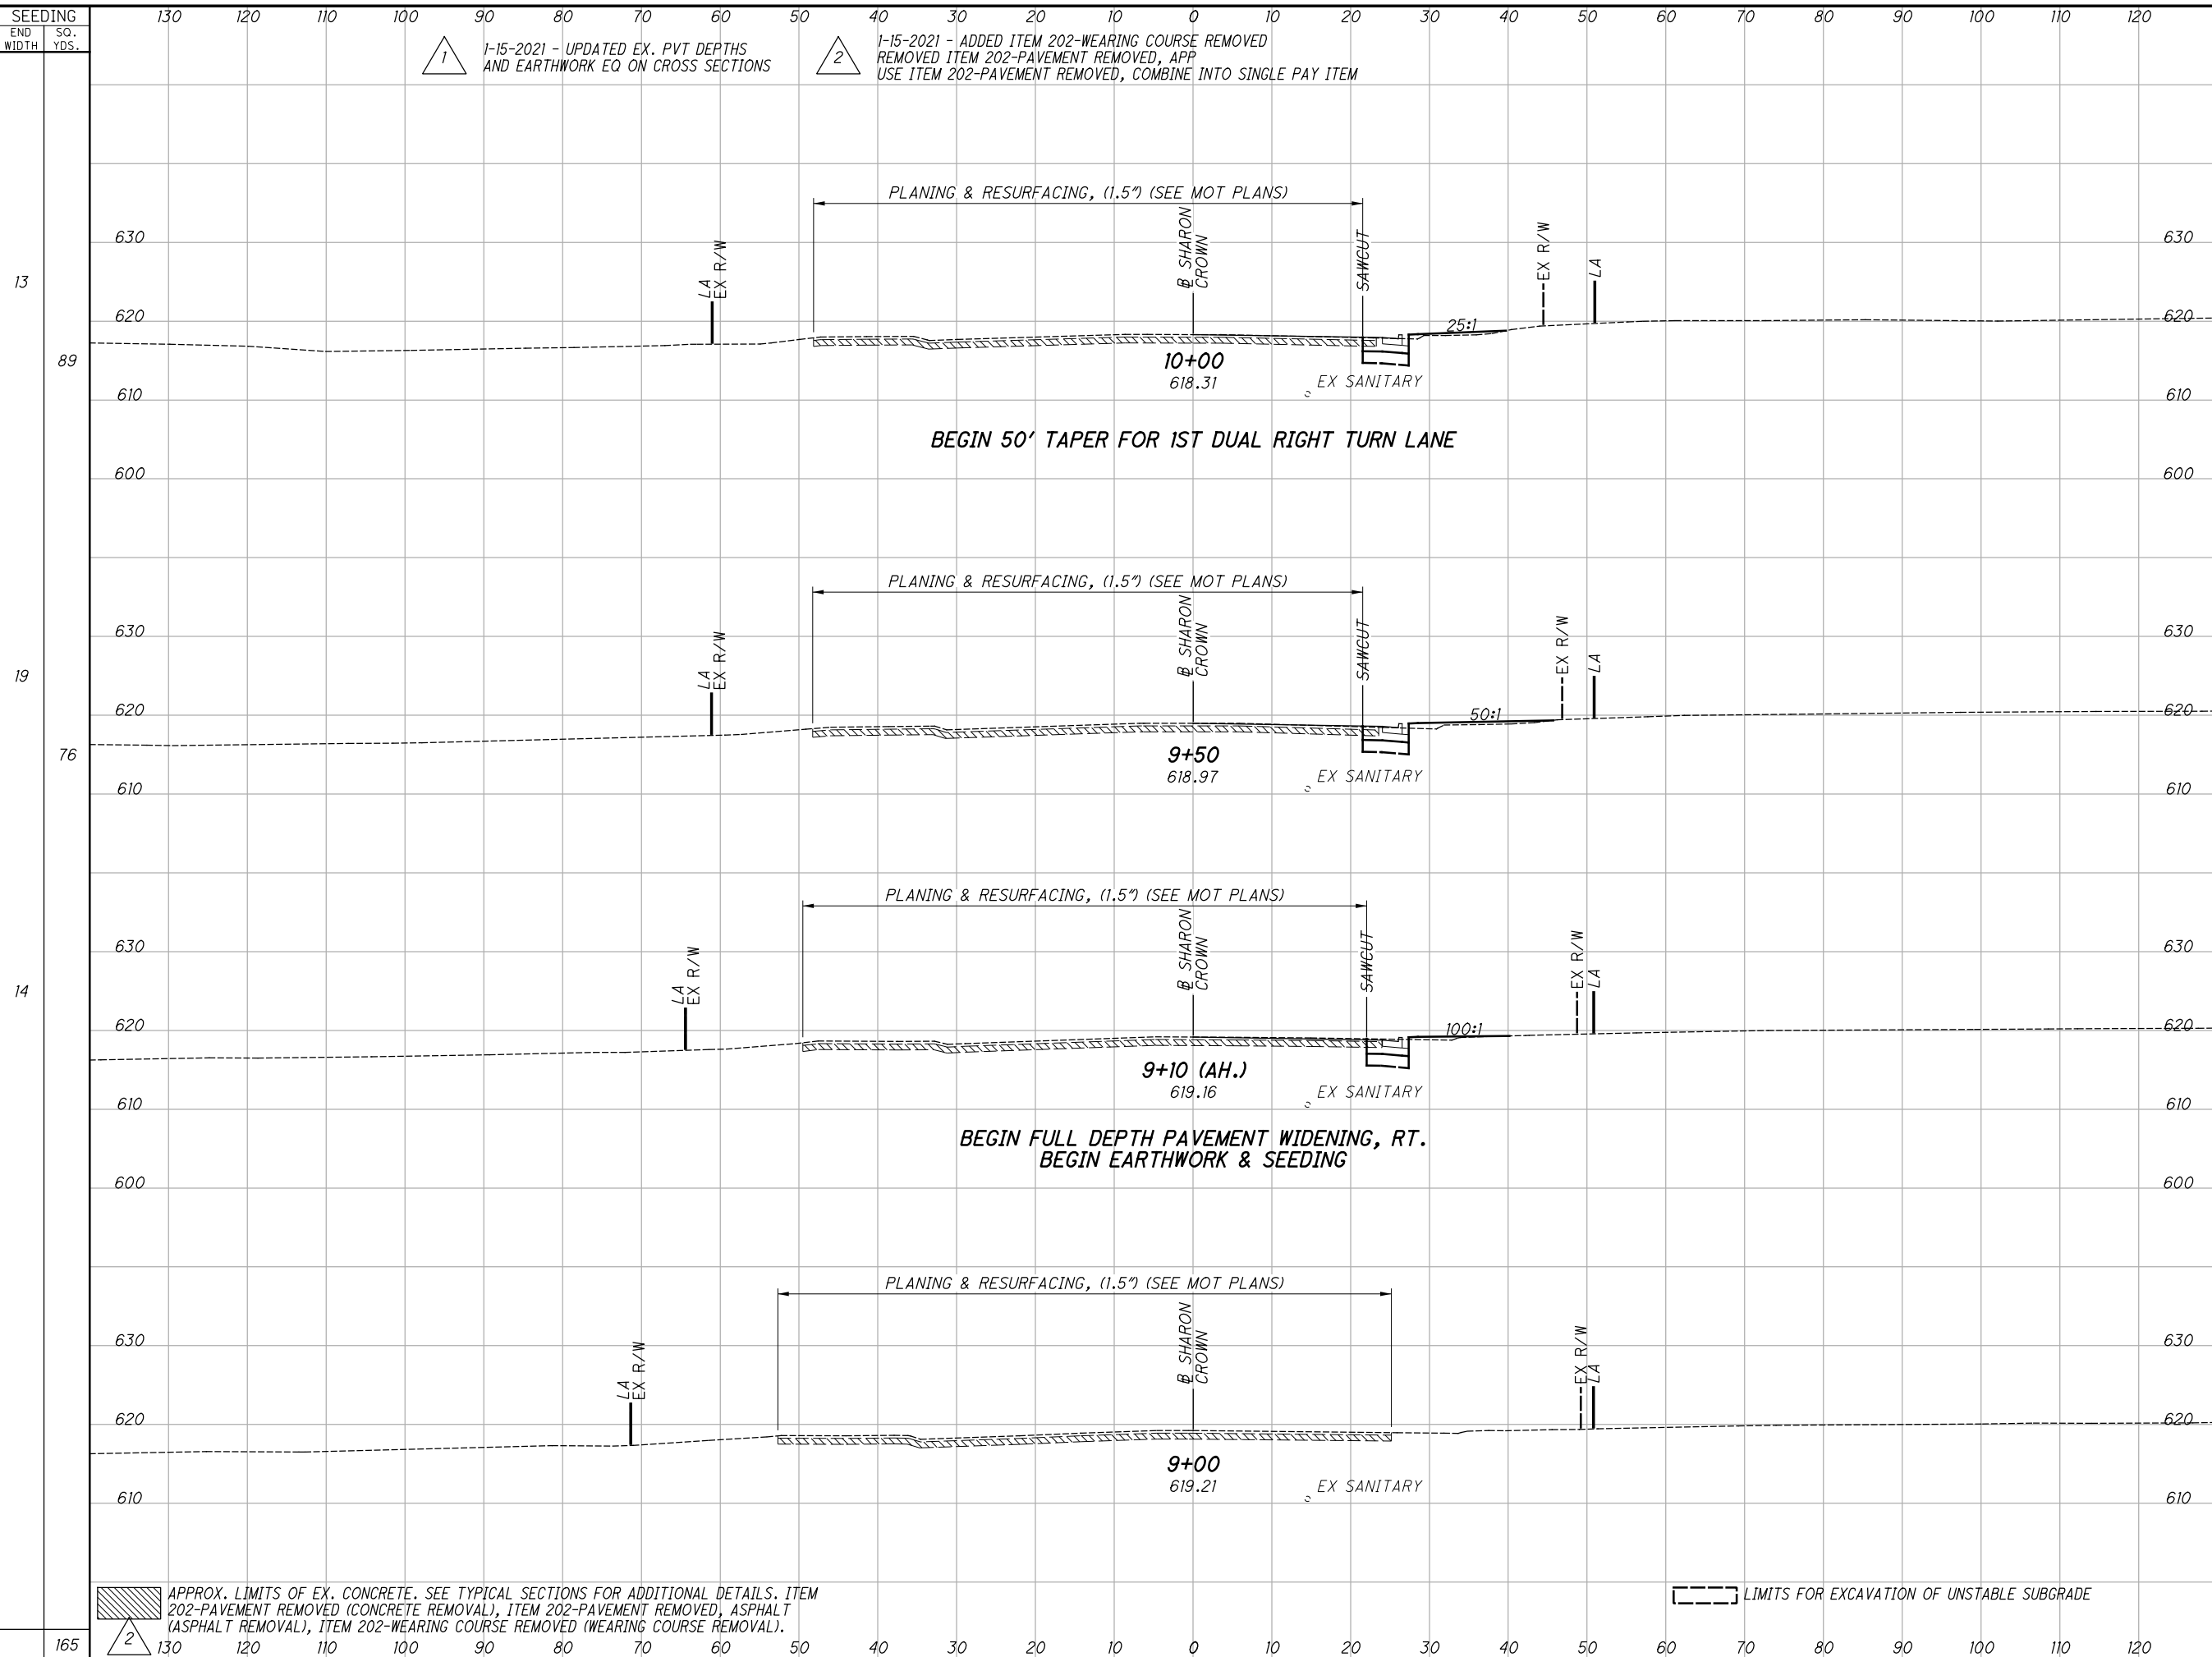 SEEDING
END WIDTH
SQ. YDS.
130 120 110 100 90 80 70 60 50 40 30 20 10 0 10 20 30 40 50 60 70 80 90 100 110 120
1
1-15-2021 - UPDATED EX. PVT DEPTHS
AND EARTHWORK EQ ON CROSS SECTIONS
2
1-15-2021 - ADDED ITEM 202-WEARING COURSE REMOVED
REMOVED ITEM 202-PAVEMENT REMOVED, APP
USE ITEM 202-PAVEMENT REMOVED, COMBINE INTO SINGLE PAY ITEM
PLANING & RESURFACING, (1.5") (SEE MOT PLANS)
630 630
13
LA
EX R/W
B SHARON
CROWN
SAWCUT
EX R/W
LA
620 25:1 620
89
10+00
618.31
EX SANITARY
610 610
BEGIN 50' TAPER FOR 1ST DUAL RIGHT TURN LANE
600 600
PLANING & RESURFACING, (1.5") (SEE MOT PLANS)
630 630
19
LA
EX R/W
B SHARON
CROWN
SAWCUT
EX R/W
LA
620 50:1 620
76
9+50
618.97
EX SANITARY
610 610
PLANING & RESURFACING, (1.5") (SEE MOT PLANS)
630 630
14
LA
EX R/W
B SHARON
CROWN
SAWCUT
EX R/W
LA
620 100:1 620
9+10 (AH.)
619.16
EX SANITARY
610 610
BEGIN FULL DEPTH PAVEMENT WIDENING, RT.
BEGIN EARTHWORK & SEEDING
600 600
PLANING & RESURFACING, (1.5") (SEE MOT PLANS)
630 630
LA
EX R/W
B SHARON
CROWN
EX R/W
LA
620 620
9+00
619.21
EX SANITARY
610 610
APPROX. LIMITS OF EX. CONCRETE. SEE TYPICAL SECTIONS FOR ADDITIONAL DETAILS. ITEM
202-PAVEMENT REMOVED (CONCRETE REMOVAL), ITEM 202-PAVEMENT REMOVED, ASPHALT
(ASPHALT REMOVAL), ITEM 202-WEARING COURSE REMOVED (WEARING COURSE REMOVAL).
2
LIMITS FOR EXCAVATION OF UNSTABLE SUBGRADE
165
130 120 110 100 90 80 70 60 50 40 30 20 10 0 10 20 30 40 50 60 70 80 90 100 110 120